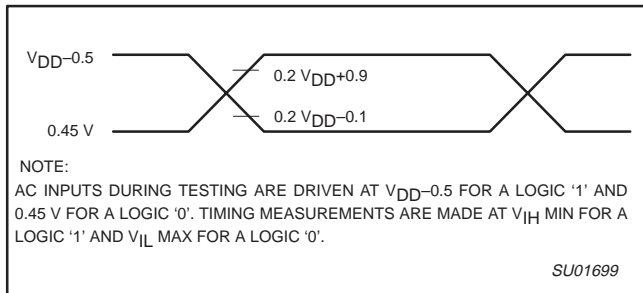 VDD–0.5
0.2 VDD+0.9
0.2 VDD–0.1
0.45 V
NOTE:
AC INPUTS DURING TESTING ARE DRIVEN AT VDD–0.5 FOR A LOGIC ‘1’ AND
0.45 V FOR A LOGIC ‘0’. TIMING MEASUREMENTS ARE MADE AT VIH MIN FOR A
LOGIC ‘1’ AND VIL MAX FOR A LOGIC ‘0’.
SU01699